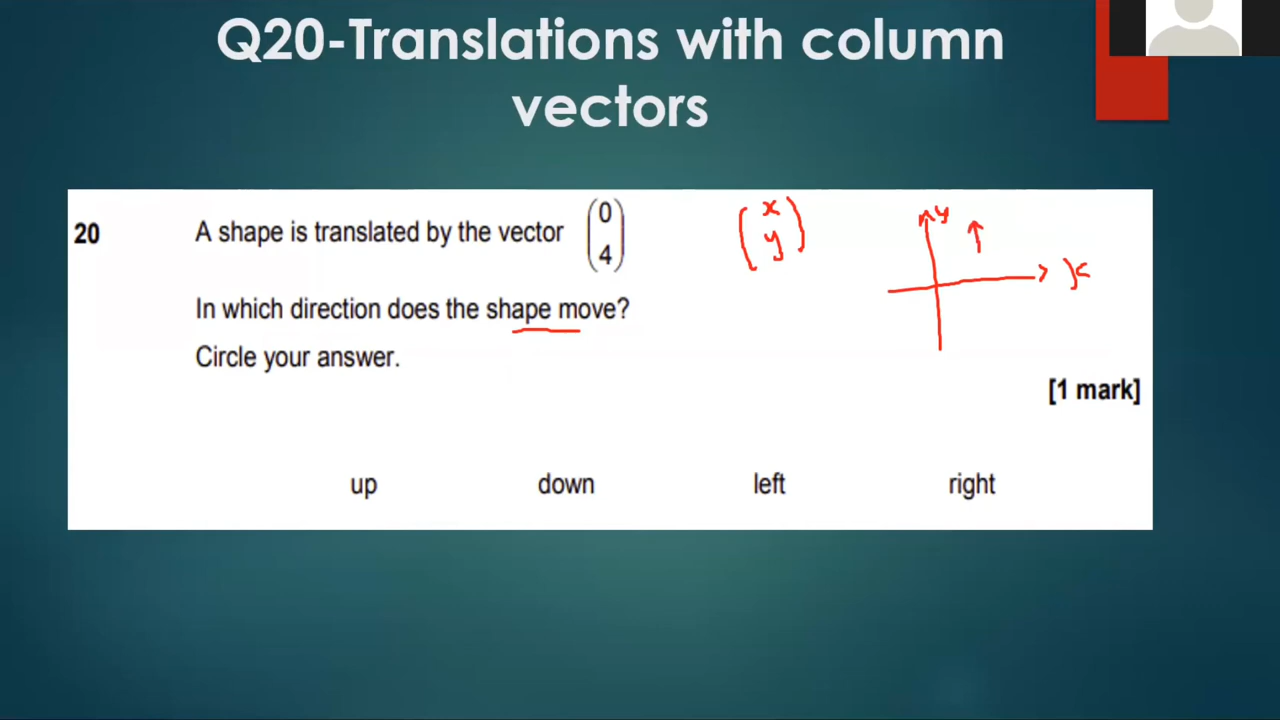 Q20-Translations with column
vectors
20 A shape is translated by the vector (0 4) (x y)
y
x
In which direction does the shape move?
Circle your answer.
[1 mark]
up down left right